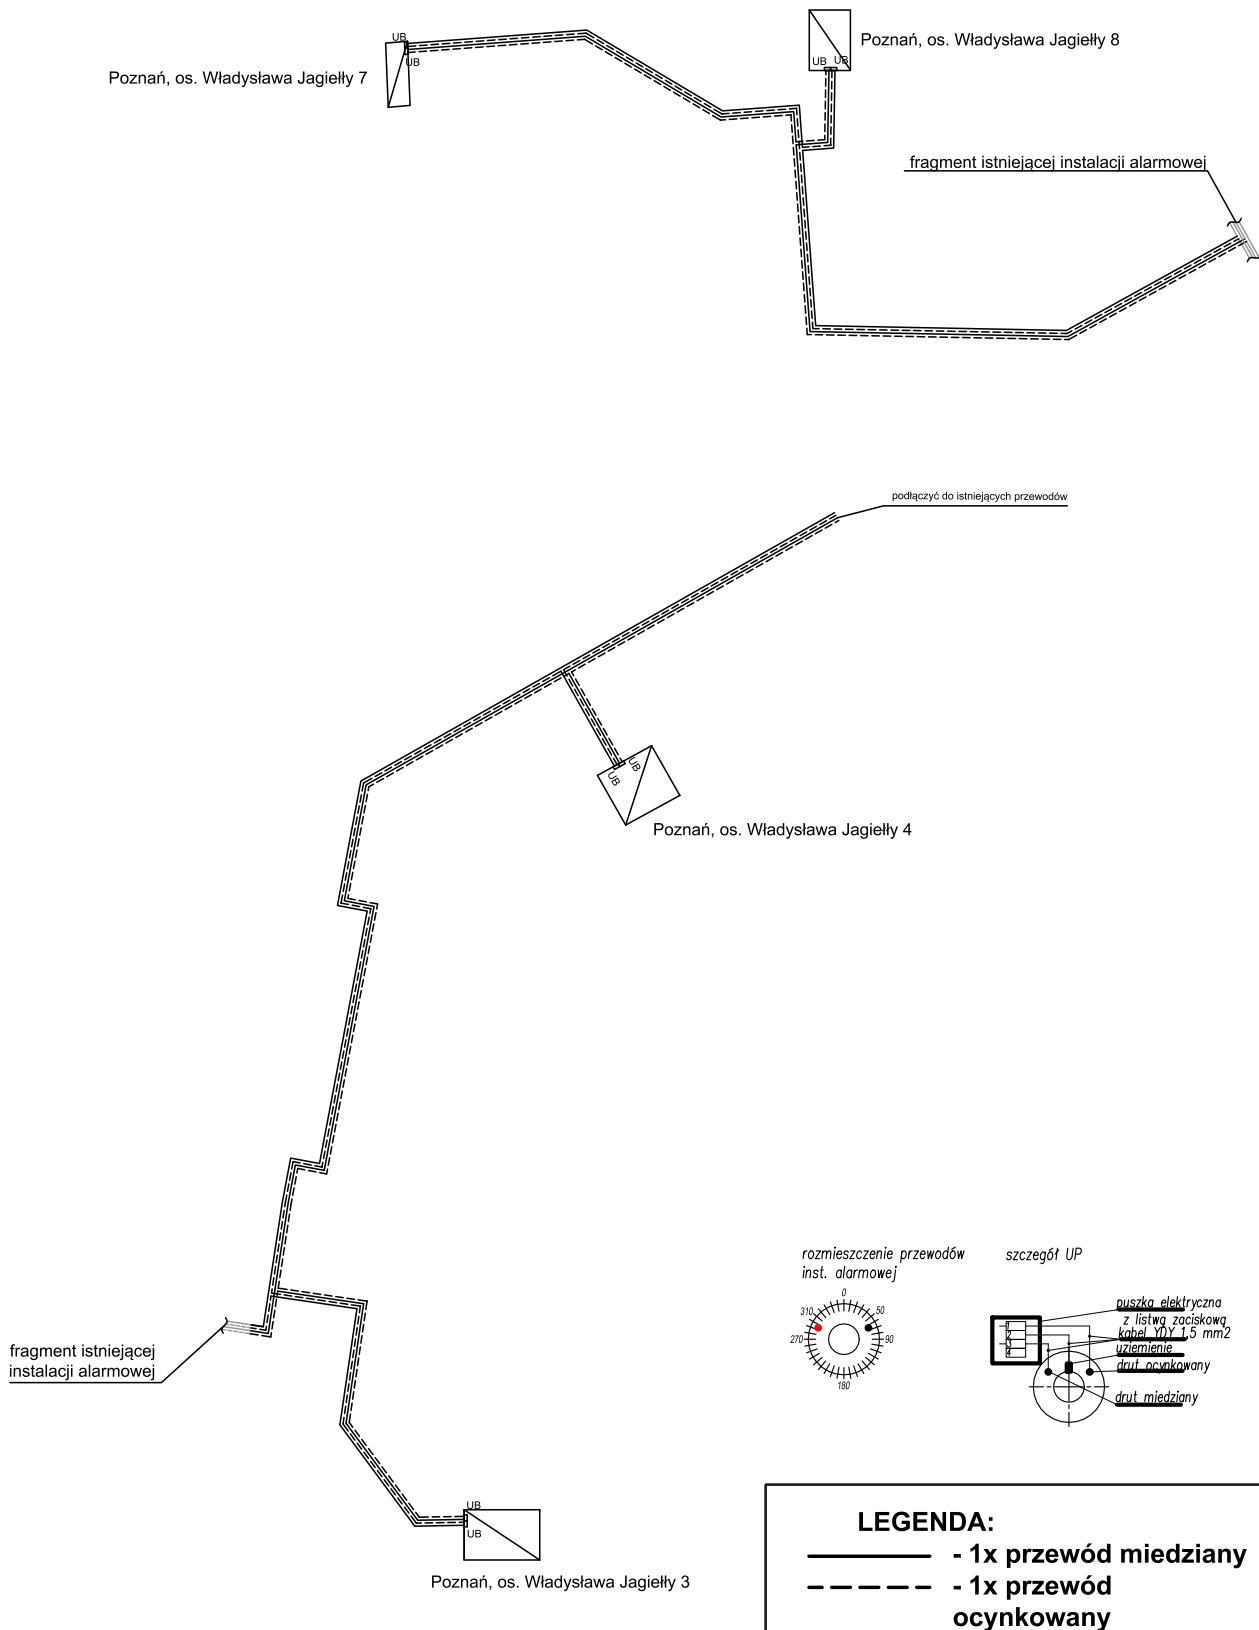 UB
UB
Poznań, os. Władysława Jagiełły 7
UB UB
Poznań, os. Władysława Jagiełły 8
fragment istniejącej instalacji alarmowej
podłączyć do istniejących przewodów
UB
UB
Poznań, os. Władysława Jagiełły 4
fragment istniejącej
instalacji alarmowej
UB
UB
Poznań, os. Władysława Jagiełły 3
rozmieszczenie przewodów
inst. alarmowej
0
50
90
180
270
310
szczegół UP
1
2
3
4
puszka elektryczna
z listwą zaciskową
kabel YDY 1,5 mm2
uziemienie
drut ocynkowany
drut miedziany
LEGENDA:
- 1x przewód miedziany
- 1x przewód
ocynkowany